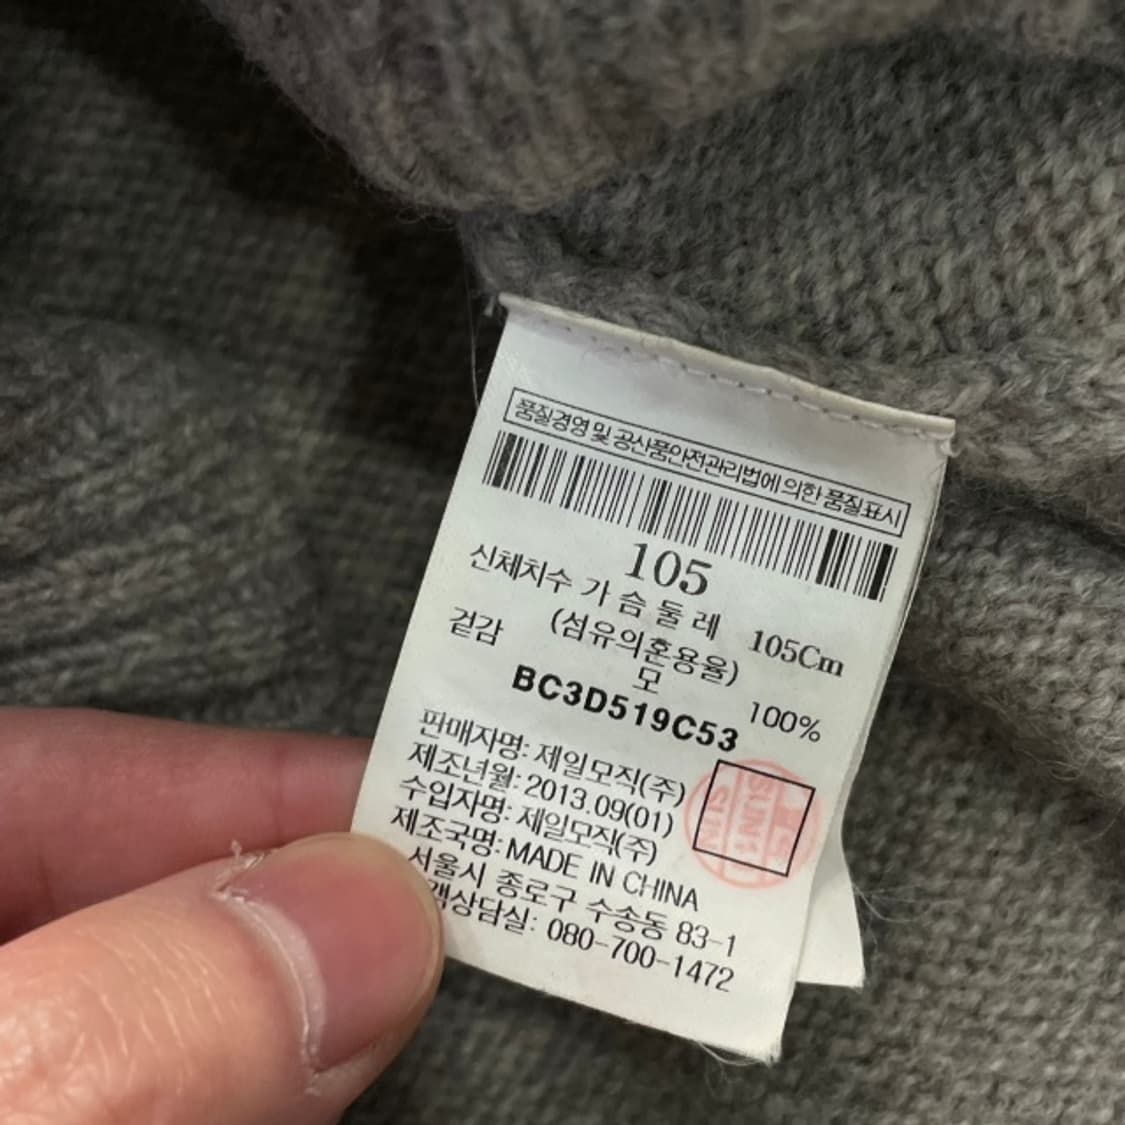 품질경영 및 공산품안전관리법에 의한 품질표시
105
신체치수 가 슴 둘 레 105Cm
(섬유의혼용율)
겉감 모 100%
BC3D519C53
판매자명: 제일모직(주)
제조년월: 2013.09(01)
수입자명: 제일모직(주)
제조국명: MADE IN CHINA
서울시 종로구 수송동 83-1
객상담실: 080-700-1472
SUN
SUN